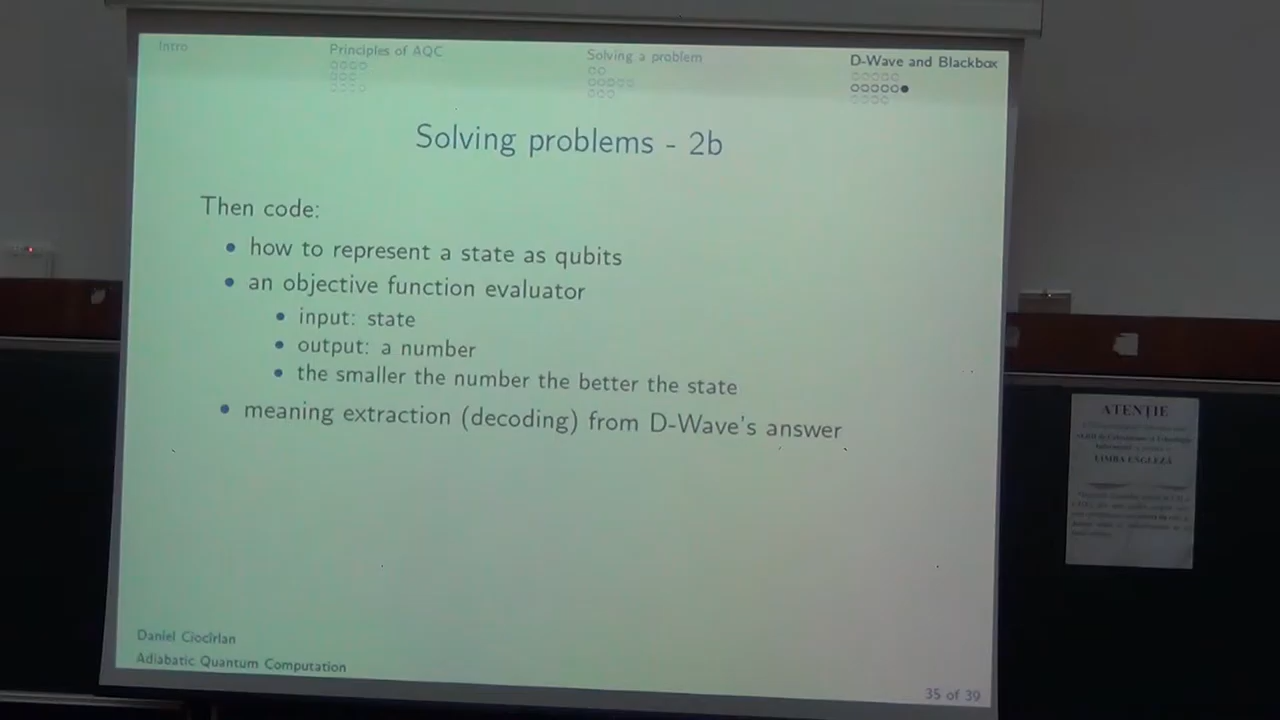 Intro
Principles of AQC
Solving a problem
D-Wave and Blackbox
Solving problems - 2b
Then code:
• how to represent a state as qubits
• an objective function evaluator
• input: state
• output: a number
• the smaller the number the better the state
• meaning extraction (decoding) from D-Wave's answer
Daniel Ciocîrlan
Adiabatic Quantum Computation
35 of 39
ATENȚIE
LIMBA ENGLEZĂ